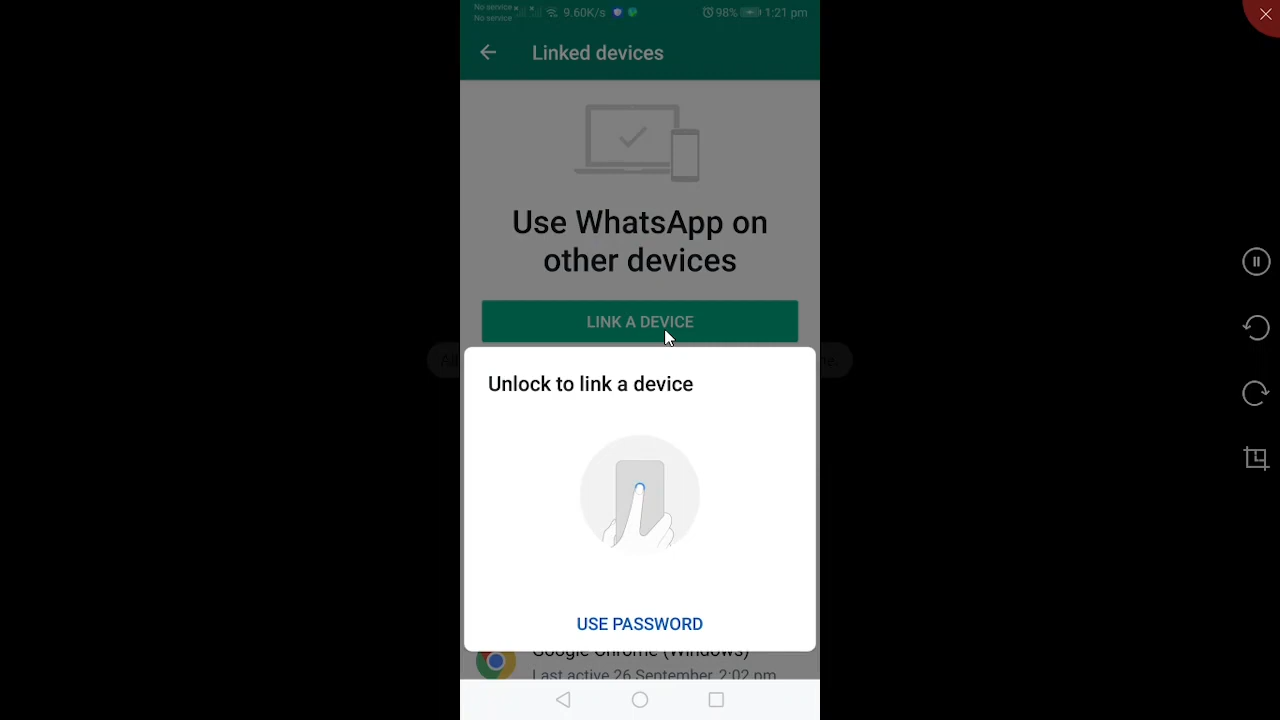 No service
No service
9.60K/s
98%
1:21 pm
Linked devices
Use WhatsApp on
other devices
LINK A DEVICE
Unlock to link a device
USE PASSWORD
Google Chrome (Windows)
Last active 26 September, 2:02 pm